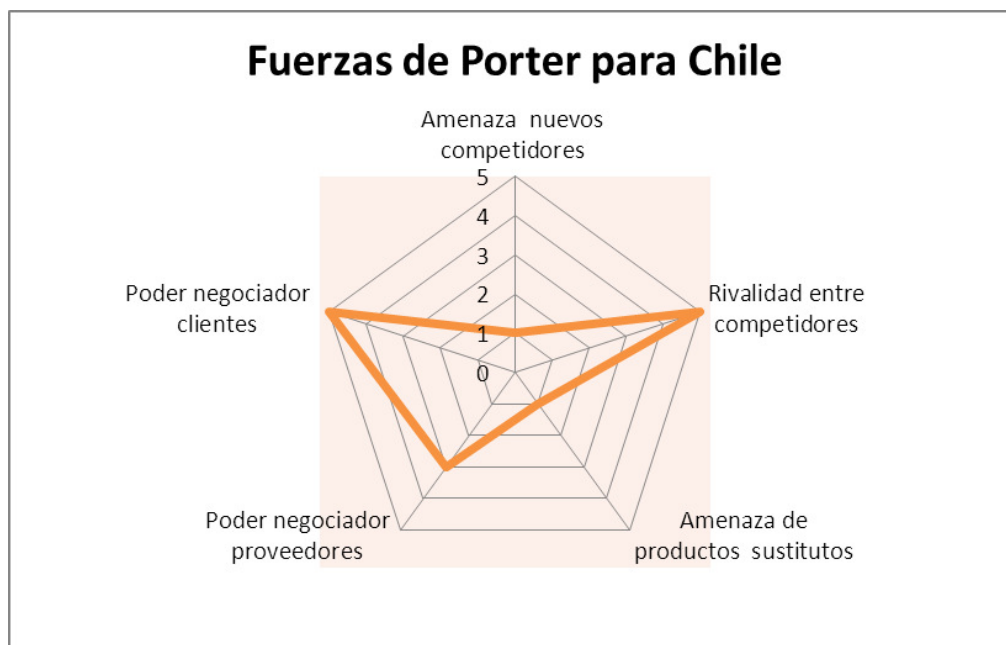 Fuerzas de Porter para Chile
Amenaza nuevos
competidores
5
4
3
2
1
0
Poder negociador
clientes
Rivalidad entre
competidores
Poder negociador
proveedores
Amenaza de
productos sustitutos